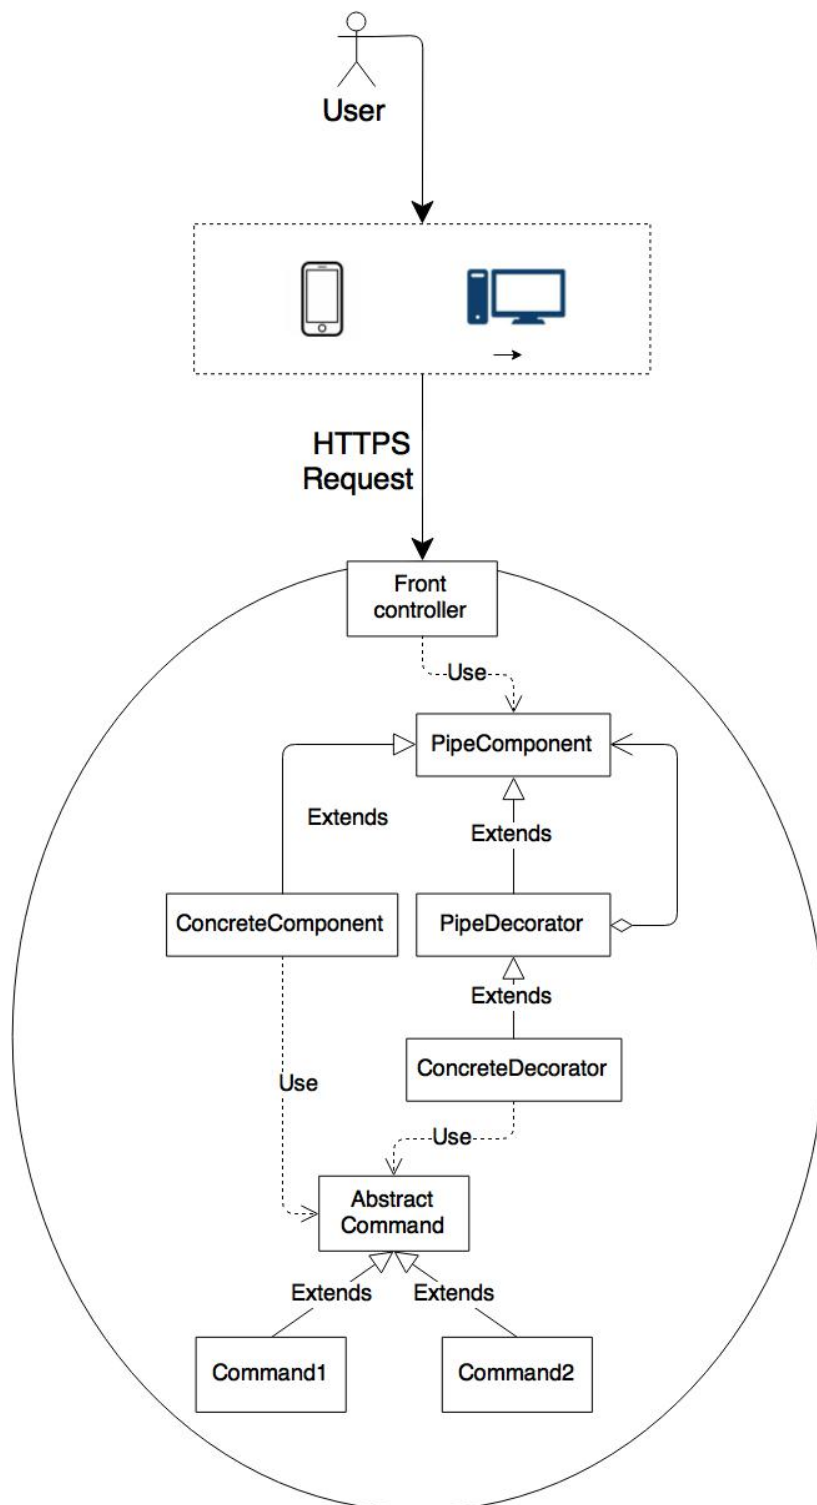 User
HTTPS
Request
Front
controller
Use
PipeComponent
Extends
Extends
ConcreteComponent
PipeDecorator
Extends
ConcreteDecorator
Use
Use
Abstract
Command
Extends
Extends
Command1
Command2